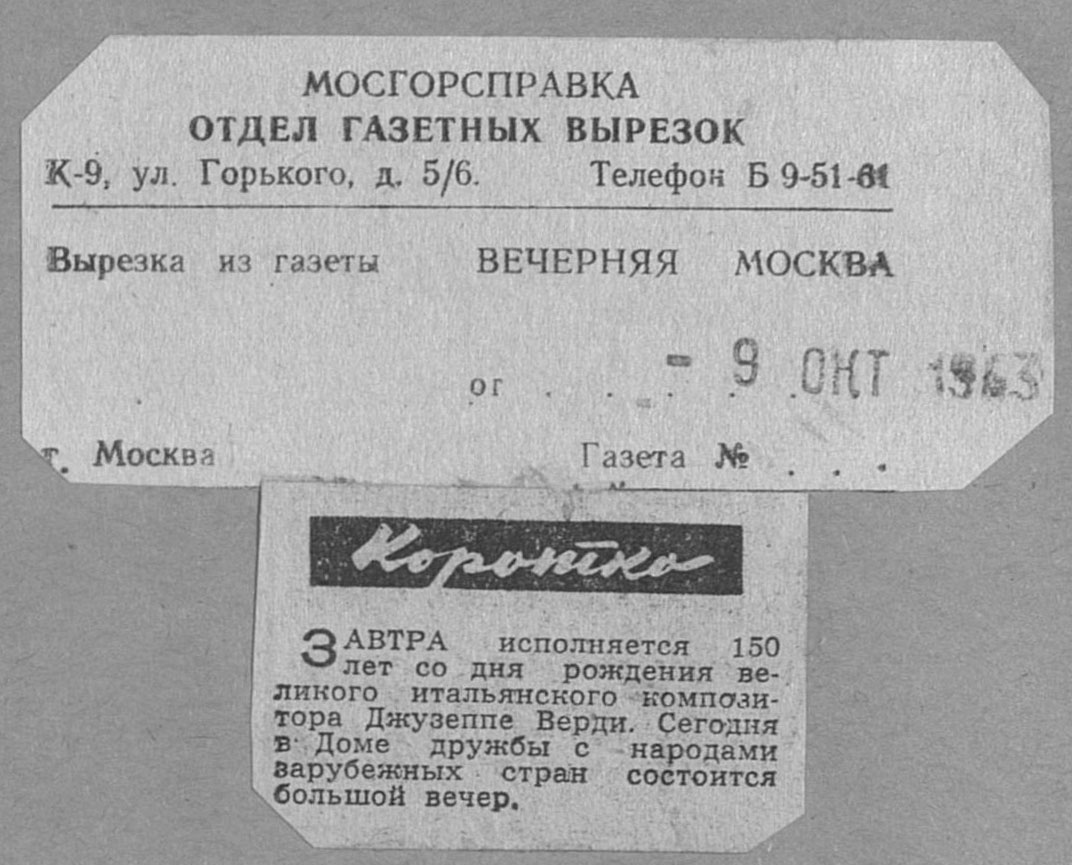 МОСГОРСПРАВКА
ОТДЕЛ ГАЗЕТНЫХ ВЫРЕЗОК
К-9, ул. Горького, д. 5/6. Телефон Б 9-51-61
Вырезка из газеты ВЕЧЕРНЯЯ МОСКВА
от . . - 9 ОКТ 1963
г. Москва Газета № . . .
Коротко
ЗАВТРА исполняется 150
лет со дня рождения ве-
ликого итальянского компози-
тора Джузеппе Верди. Сегодня
в Доме дружбы с народами
зарубежных стран состоится
большой вечер.